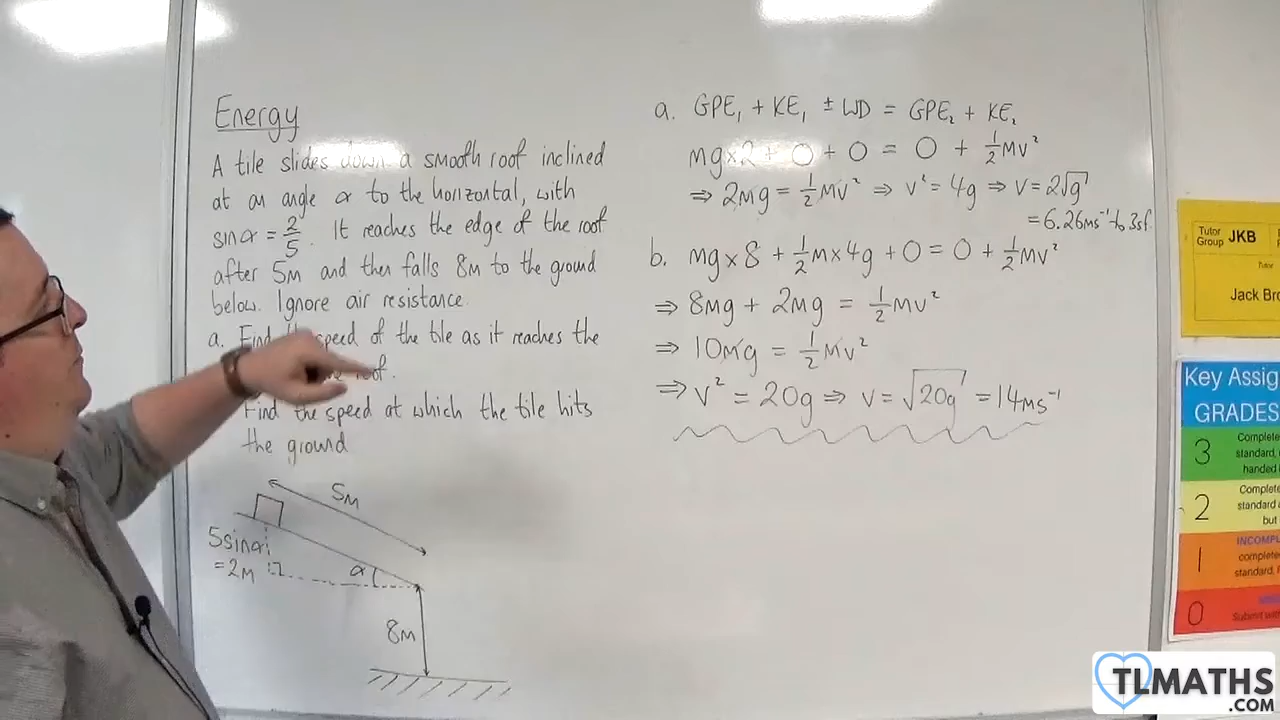 Energy
A tile slides down a smooth roof inclined
at an angle α to the horizontal, with
sinα = 2/5. It reaches the edge of the roof
after 5m and then falls 8m to the ground
below. Ignore air resistance.
a. Find the speed of the tile as it reaches the
roof.
Find the speed at which the tile hits
the ground
5m
5sinα
= 2m
α
8m
a. GPE₁ + KE₁ ± WD = GPE₂ + KE₂
mg×2 + 0 + 0 = 0 + ½mv²
⇒ 2mg = ½mv² ⇒ v² = 4g ⇒ v = 2√g
= 6.26ms⁻¹ to 3sf.
b. mg×8 + ½m×4g + 0 = 0 + ½mv²
⇒ 8mg + 2mg = ½mv²
⇒ 10mg = ½mv²
⇒ v² = 20g ⇒ v = √20g = 14ms⁻¹
Tutor
Group JKB
Tutor
Jack Bro
Key Assig
GRADES
3 Complete
standard,
handed i
2 Complete
standard a
but
1 INCOMPL
complete
standard,
0
Submit wit
TLMATHS
.COM